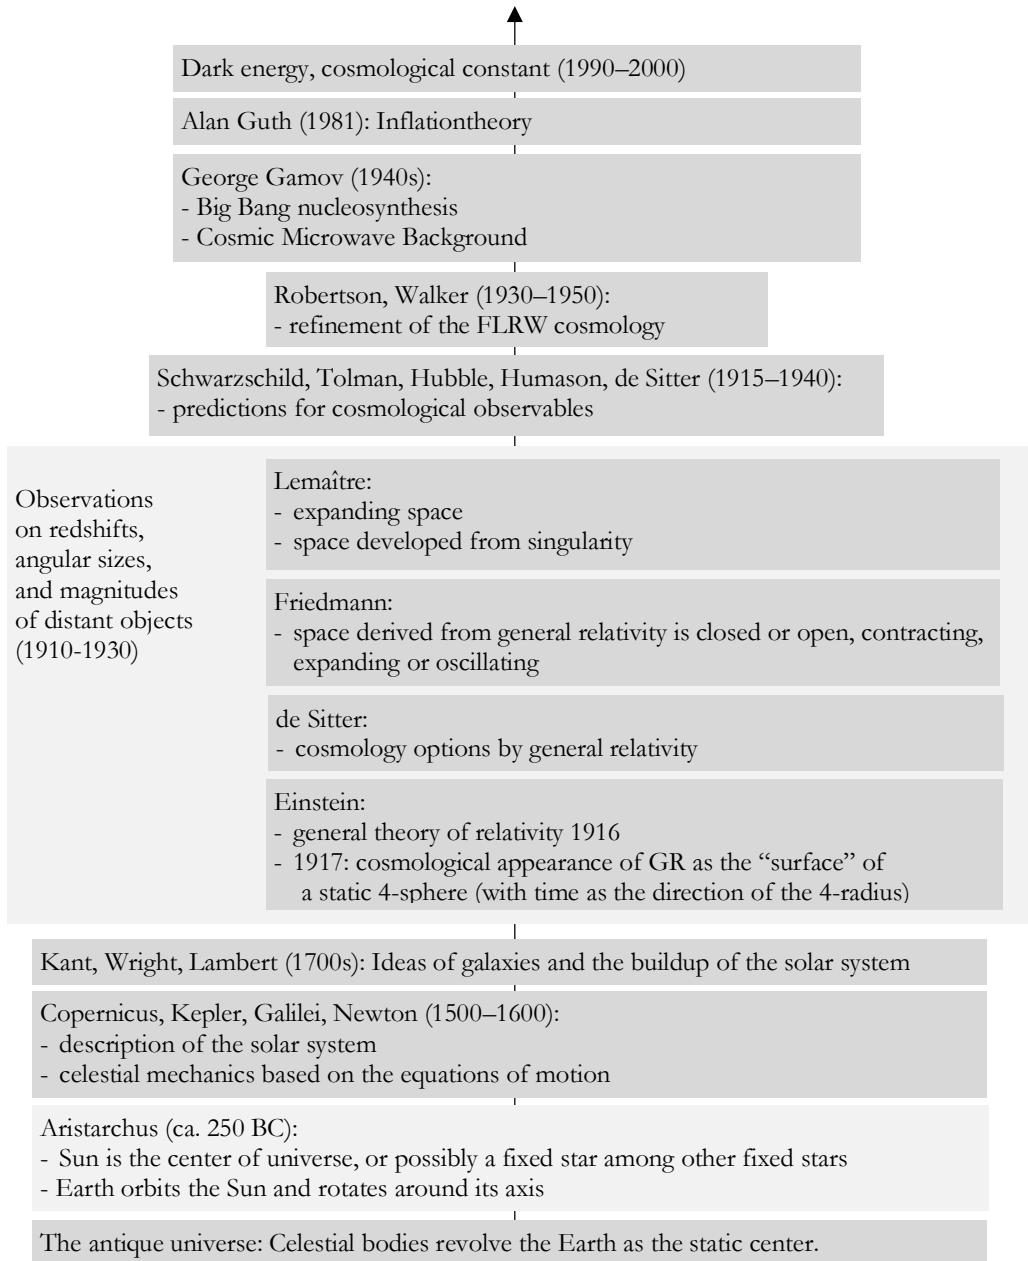 Dark energy, cosmological constant (1990–2000)
Alan Guth (1981): Inflationtheory
George Gamov (1940s):
- Big Bang nucleosynthesis
- Cosmic Microwave Background
Robertson, Walker (1930–1950):
- refinement of the FLRW cosmology
Schwarzschild, Tolman, Hubble, Humason, de Sitter (1915–1940):
- predictions for cosmological observables
Observations
on redshifts,
angular sizes,
and magnitudes
of distant objects
(1910-1930)
Lemaître:
- expanding space
- space developed from singularity
Friedmann:
- space derived from general relativity is closed or open, contracting,
expanding or oscillating
de Sitter:
- cosmology options by general relativity
Einstein:
- general theory of relativity 1916
- 1917: cosmological appearance of GR as the “surface” of
a static 4-sphere (with time as the direction of the 4-radius)
Kant, Wright, Lambert (1700s): Ideas of galaxies and the buildup of the solar system
Copernicus, Kepler, Galilei, Newton (1500–1600):
- description of the solar system
- celestial mechanics based on the equations of motion
Aristarchus (ca. 250 BC):
- Sun is the center of universe, or possibly a fixed star among other fixed stars
- Earth orbits the Sun and rotates around its axis
The antique universe: Celestial bodies revolve the Earth as the static center.